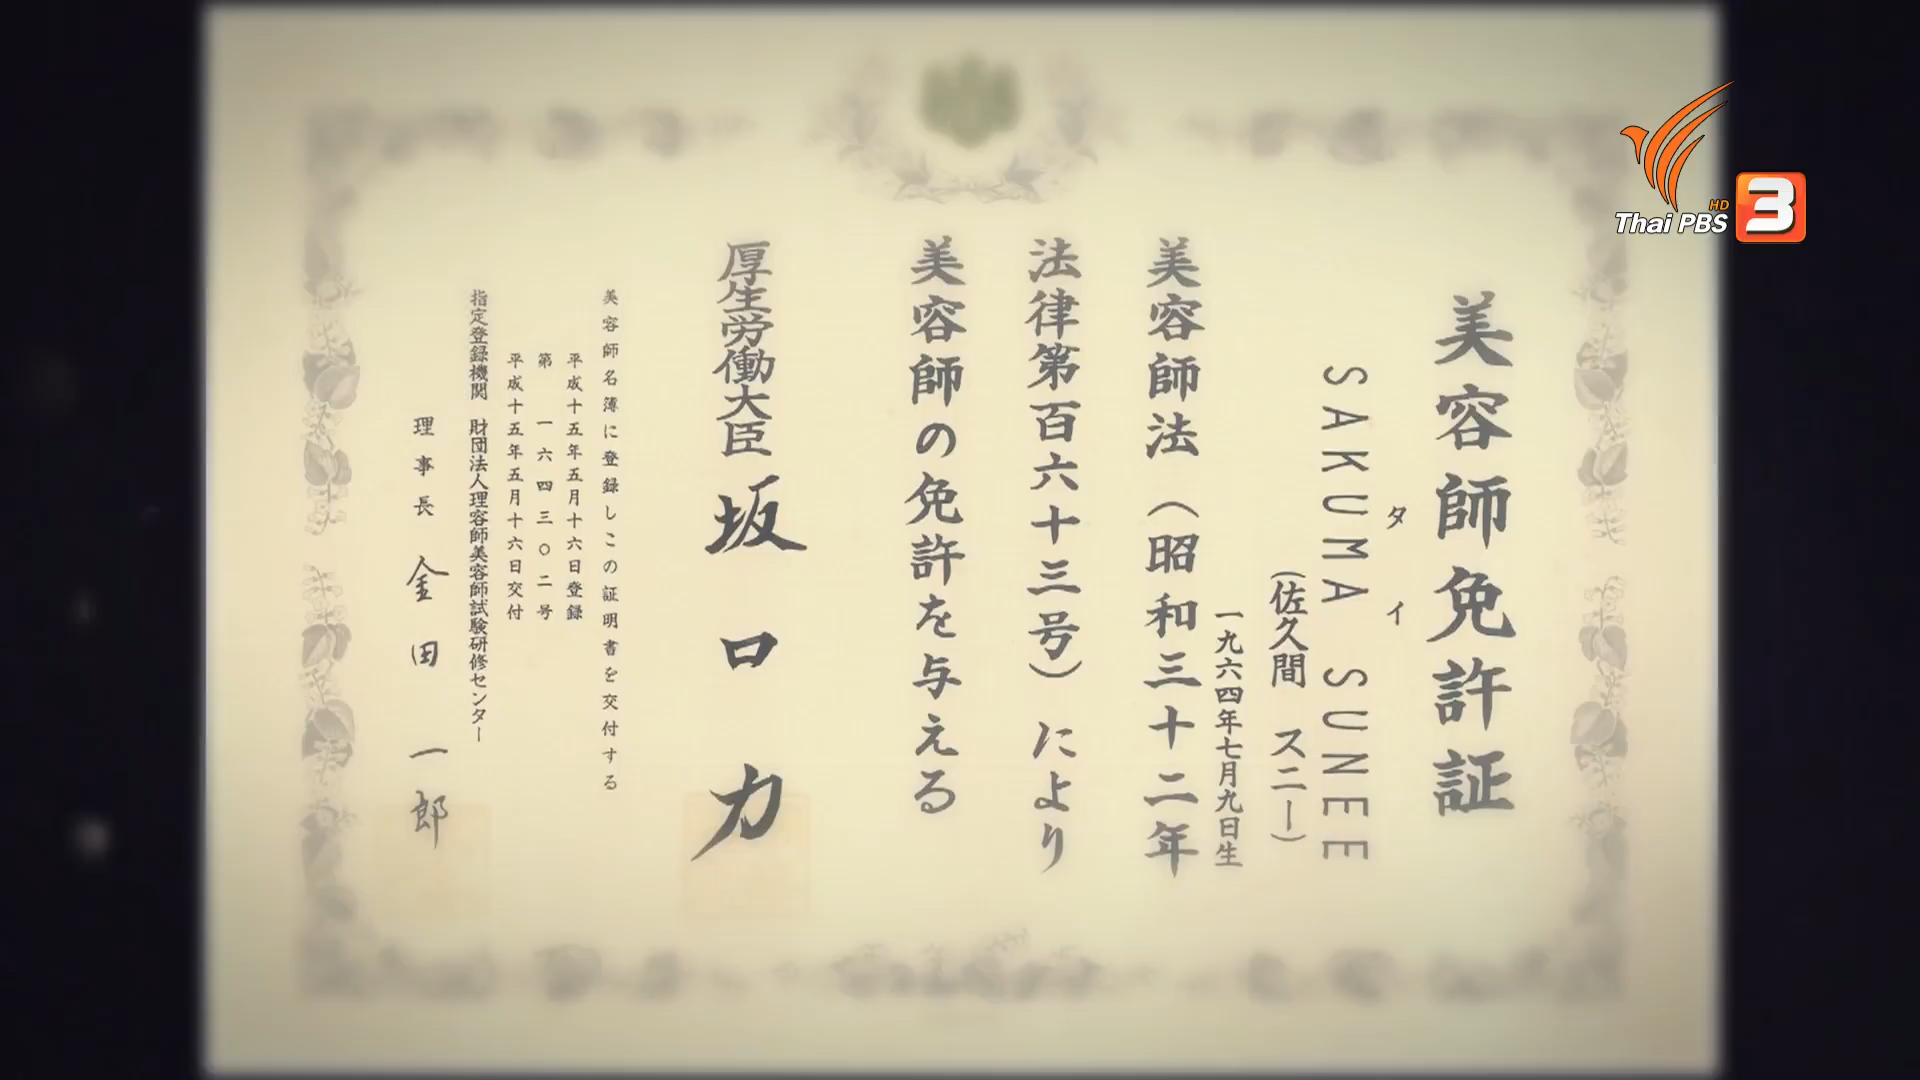 美容師免許証
タイ
SAKUMA SUNEE
(佐久間 スニー)
一九六四年七月九日生
美容師法 (昭和三十二年
法律第百六十三号) により
美容師の免許を与える
厚生労働大臣 坂口力
美容師名簿に登録しこの証明書を交付する
平成十五年五月十六日登録
第一六四三〇二号
平成十五年五月十六日交付
指定登録機関 財団法人理容師美容師試験研修センター
理事長 金田一郎
Thai PBS HD 3